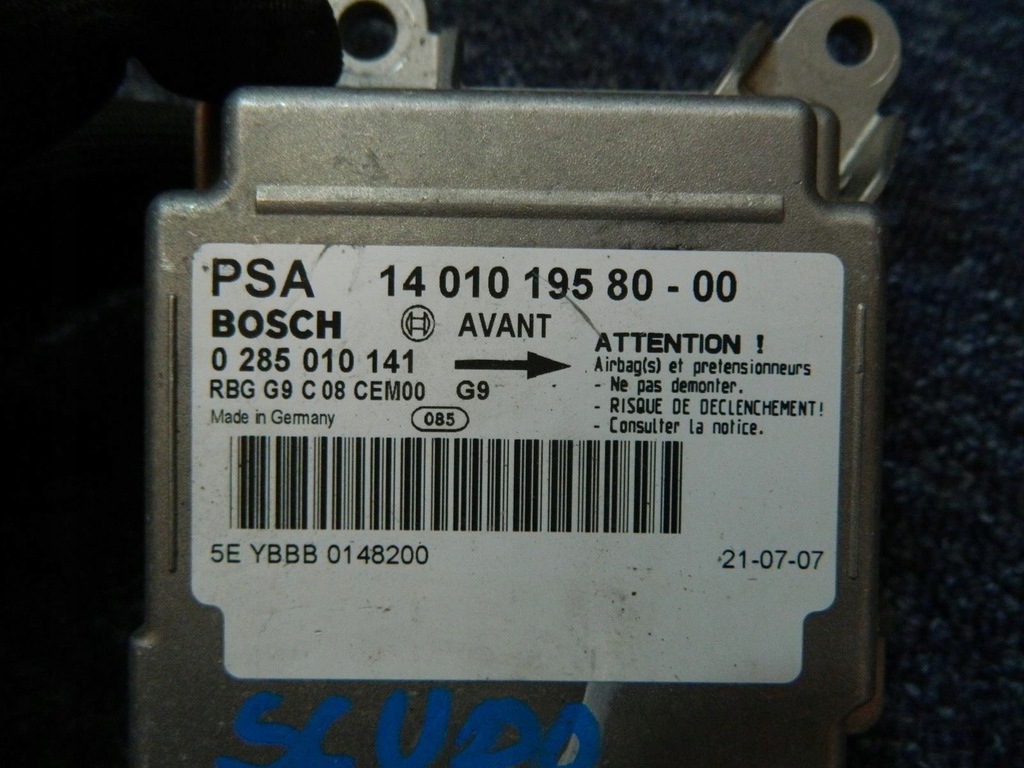 PSA 14 010 195 80 - 00
BOSCH AVANT
0 285 010 141
RBG G9 C 08 CEM00 G9
Made in Germany 085
ATTENTION !
Airbag(s) et pretensionneurs
- Ne pas demonter.
- RISQUE DE DECLENCHEMENT!
- Consulter la notice.
5E YBBB 0148200 21-07-07
SCUDO